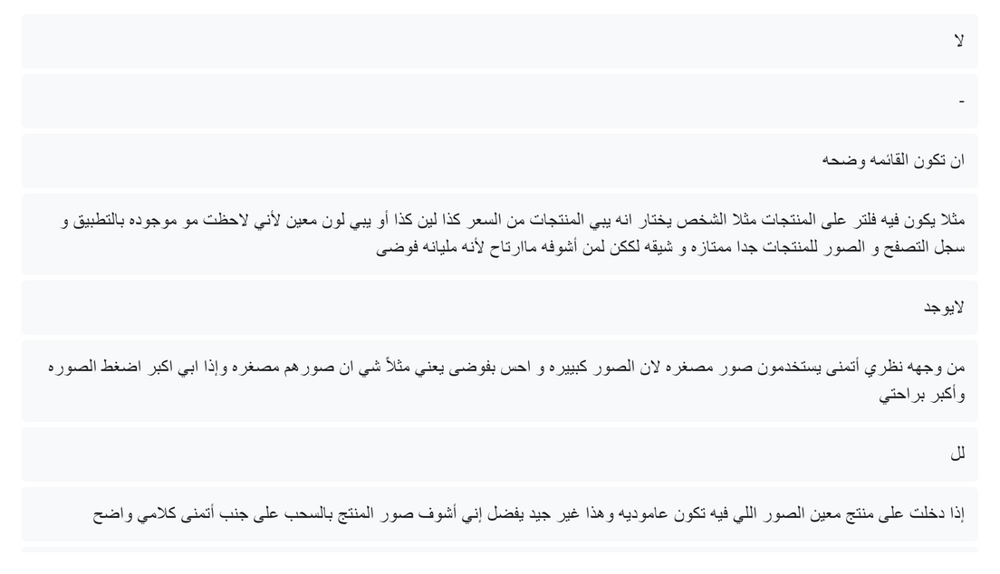 لا
-
ان تكون القائمه وضحه
مثلا يكون فيه فلتر على المنتجات مثلا الشخص يختار انه يبي المنتجات من السعر كذا لين كذا أو يبي لون معين لأني لاحظت مو موجوده بالتطبيق و
سجل التصفح و الصور للمنتجات جدا ممتازه و شيقه لككن لمن أشوفه ماارتاح لأنه مليانه فوضى
لايوجد
من وجهه نظري أتمنى يستخدمون صور مصغره لان الصور كبييره و احس بفوضى يعني مثلاً شي ان صورهم مصغره وإذا ابي اكبر اضغط الصوره
وأكبر براحتي
لل
إذا دخلت على منتج معين الصور اللي فيه تكون عاموديه وهذا غير جيد يفضل إني أشوف صور المنتج بالسحب على جنب أتمنى كلامي واضح